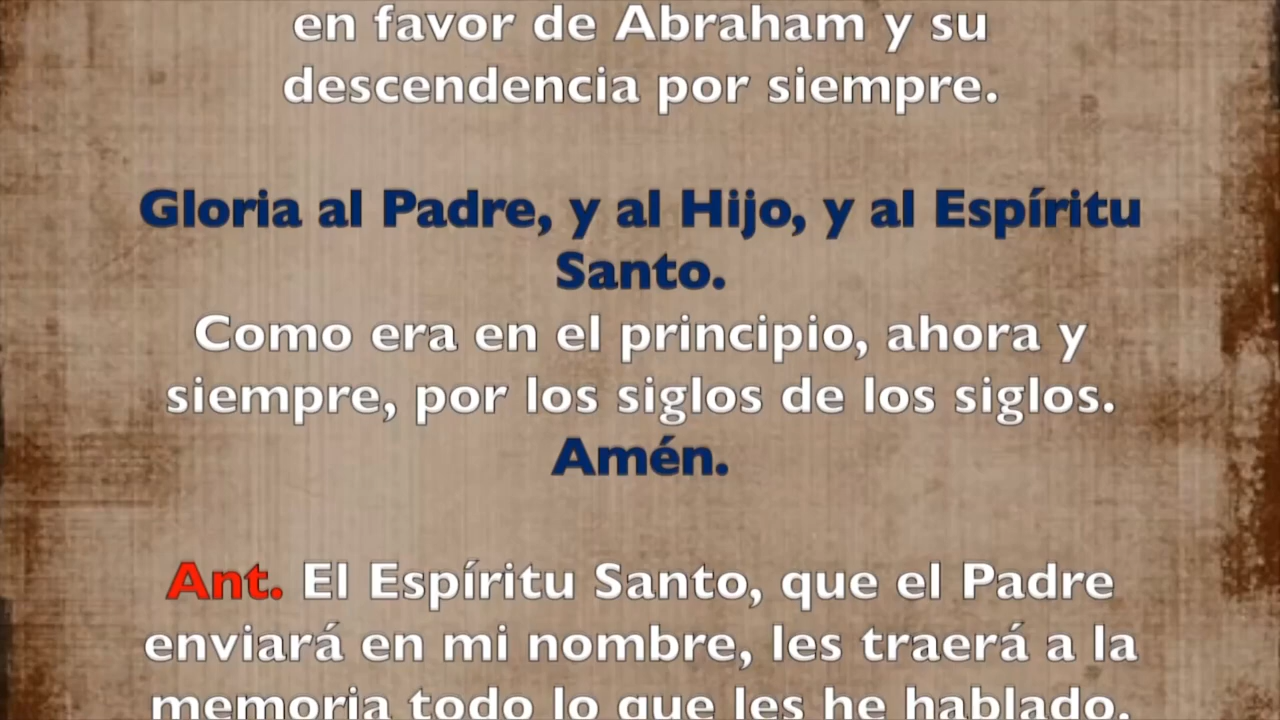 en favor de Abraham y su
descendencia por siempre.
Gloria al Padre, y al Hijo, y al Espíritu
Santo.
Como era en el principio, ahora y
siempre, por los siglos de los siglos.
Amén.
Ant. El Espíritu Santo, que el Padre
enviará en mi nombre, les traerá a la
memoria todo lo que les he hablado.